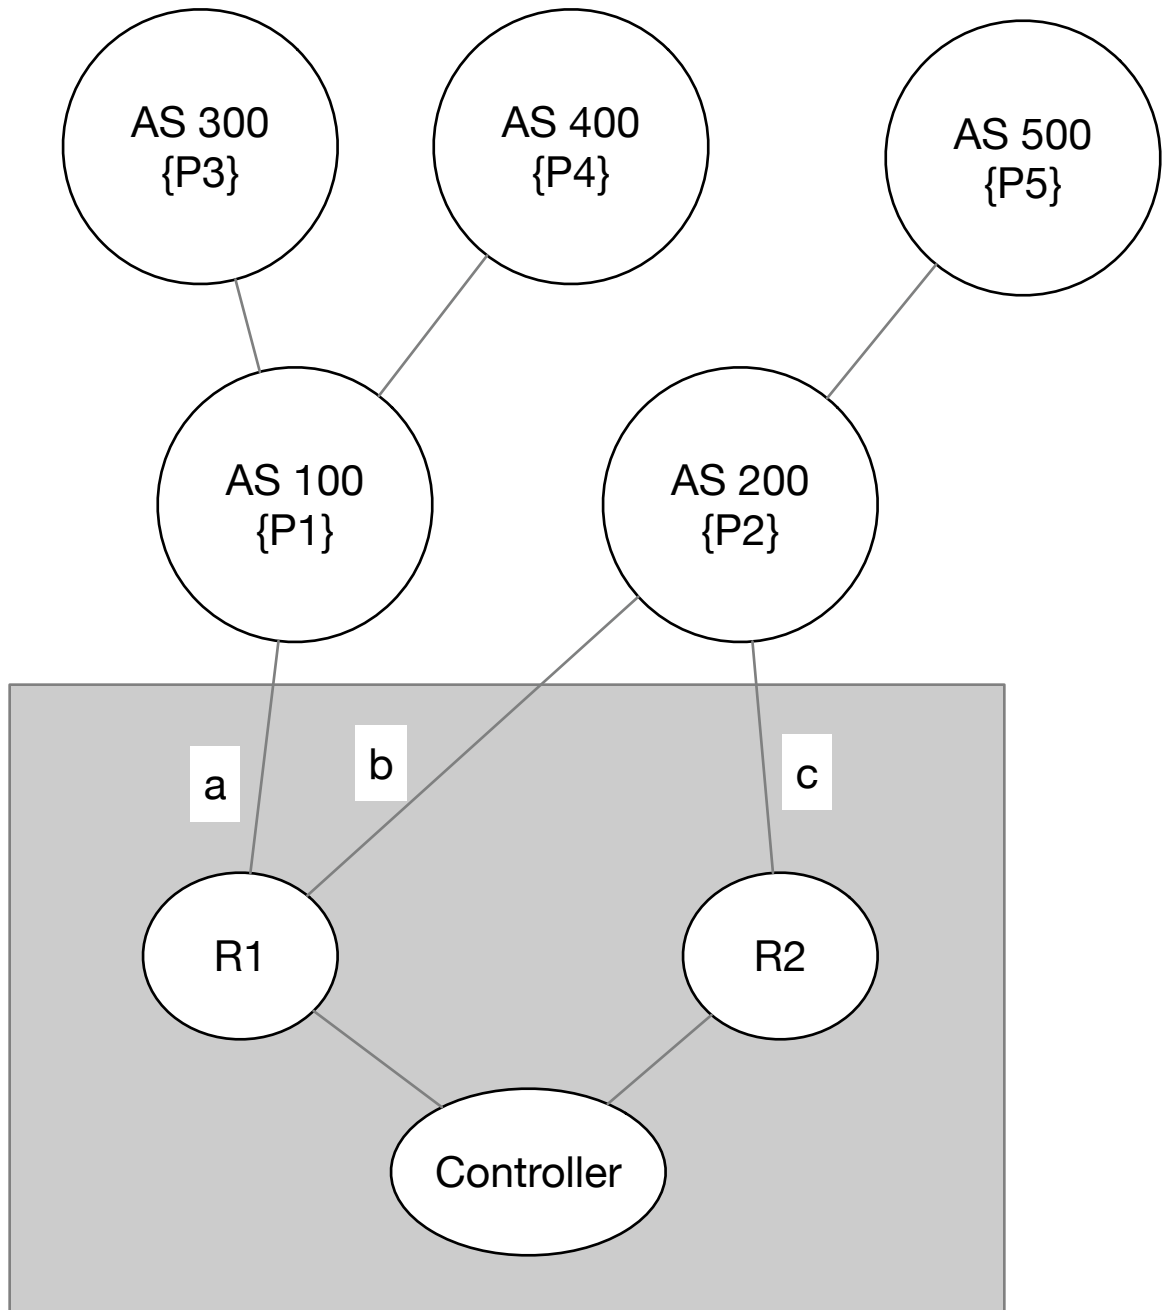 AS 300
{P3}
AS 400
{P4}
AS 500
{P5}
AS 100
{P1}
AS 200
{P2}
a
b
c
R1
R2
Controller